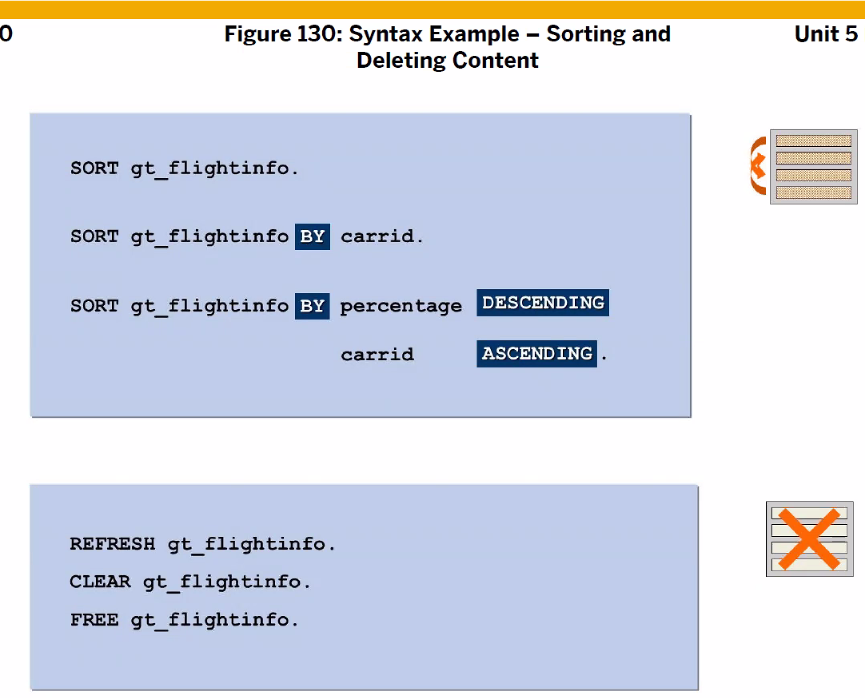 0
Figure 130: Syntax Example – Sorting and
Deleting Content
Unit 5
SORT gt_flightinfo.
SORT gt_flightinfo BY carrid.
SORT gt_flightinfo BY percentage DESCENDING
carrid ASCENDING.
REFRESH gt_flightinfo.
CLEAR gt_flightinfo.
FREE gt_flightinfo.